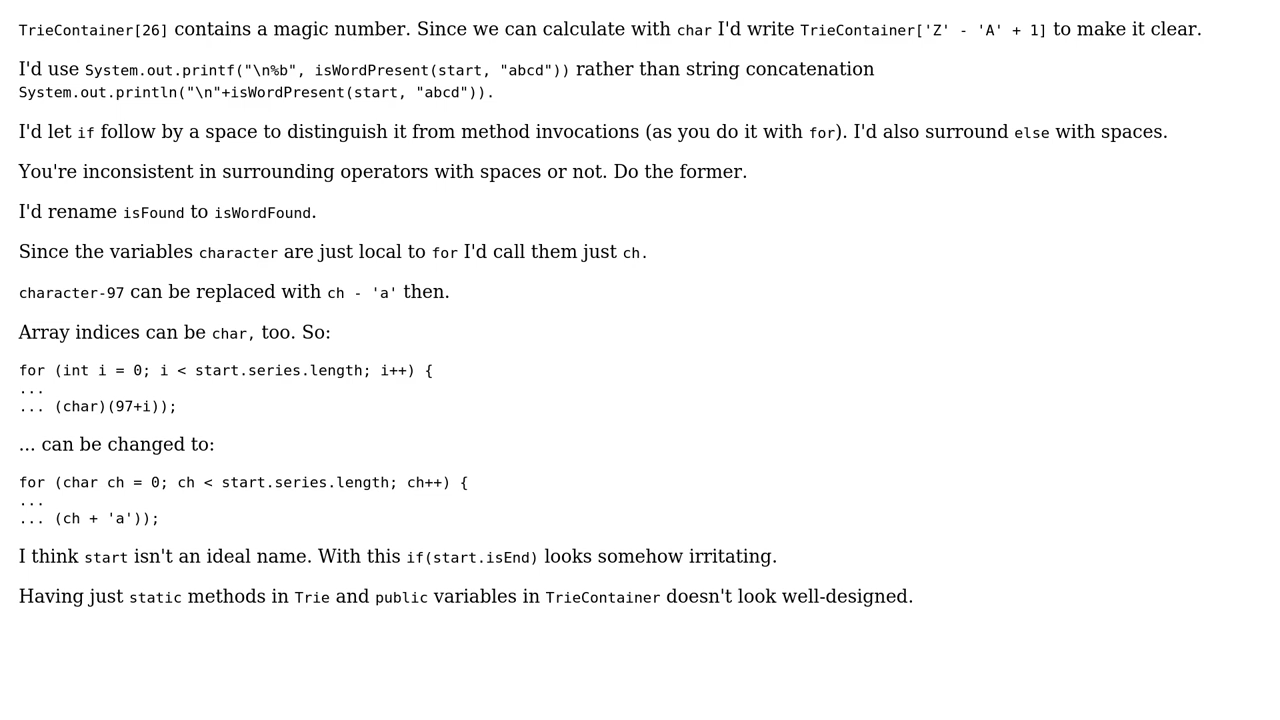 TrieContainer[26] contains a magic number. Since we can calculate with char I'd write TrieContainer['Z' - 'A' + 1] to make it clear.
I'd use System.out.printf("\n%b", isWordPresent(start, "abcd")) rather than string concatenation
System.out.println("\n"+isWordPresent(start, "abcd")).
I'd let if follow by a space to distinguish it from method invocations (as you do it with for). I'd also surround else with spaces.
You're inconsistent in surrounding operators with spaces or not. Do the former.
I'd rename isFound to isWordFound.
Since the variables character are just local to for I'd call them just ch.
character-97 can be replaced with ch - 'a' then.
Array indices can be char, too. So:
for (int i = 0; i < start.series.length; i++) {
...
... (char)(97+i));
... can be changed to:
for (char ch = 0; ch < start.series.length; ch++) {
...
... (ch + 'a'));
I think start isn't an ideal name. With this if(start.isEnd) looks somehow irritating.
Having just static methods in Trie and public variables in TrieContainer doesn't look well-designed.